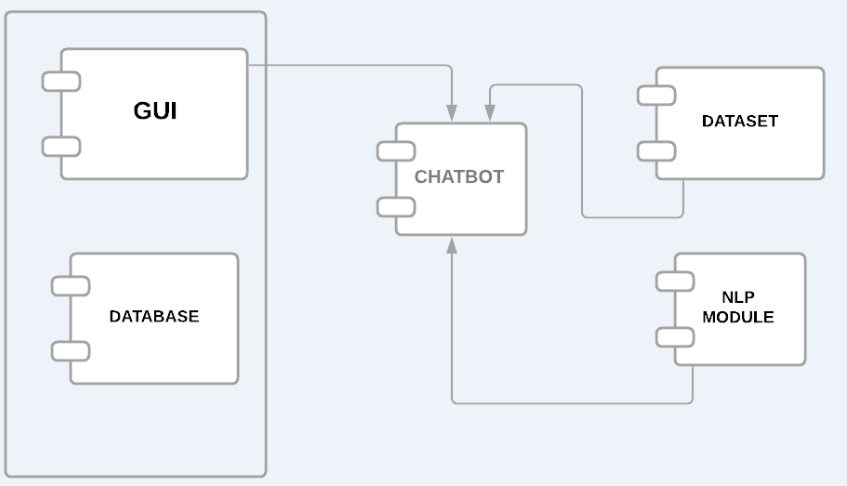 GUI
DATASET
CHATBOT
NLP
MODULE
DATABASE